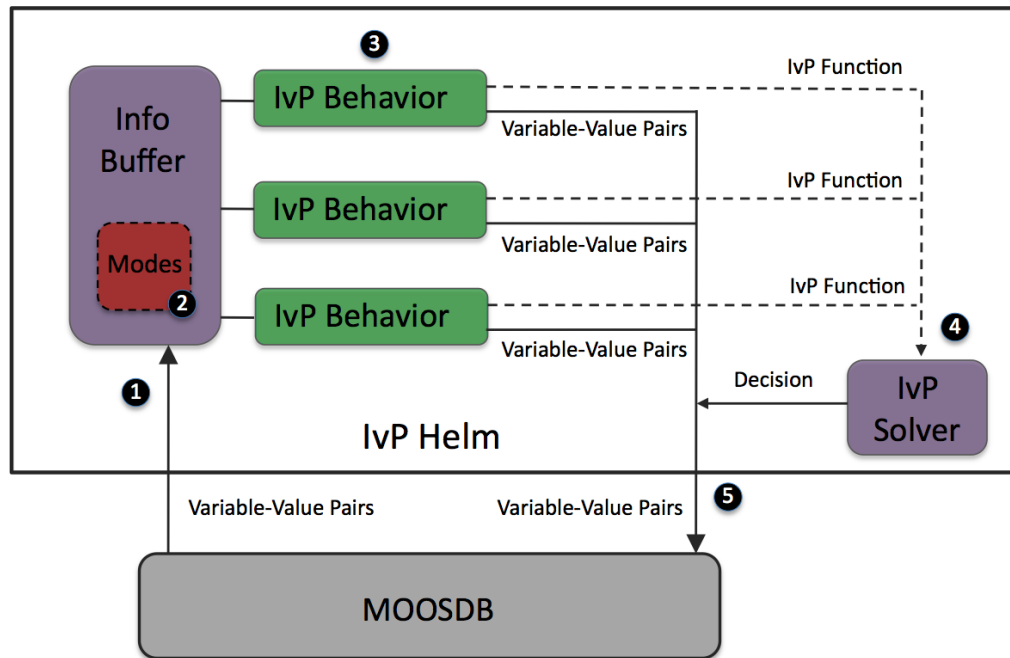 3
IvP Function
Info
Buffer
IvP Behavior
Variable-Value Pairs
IvP Function
IvP Behavior
Variable-Value Pairs
Modes
2
IvP Function
IvP Behavior
Variable-Value Pairs
4
1
Decision
IvP
Solver
IvP Helm
5
Variable-Value Pairs
Variable-Value Pairs
MOOSDB